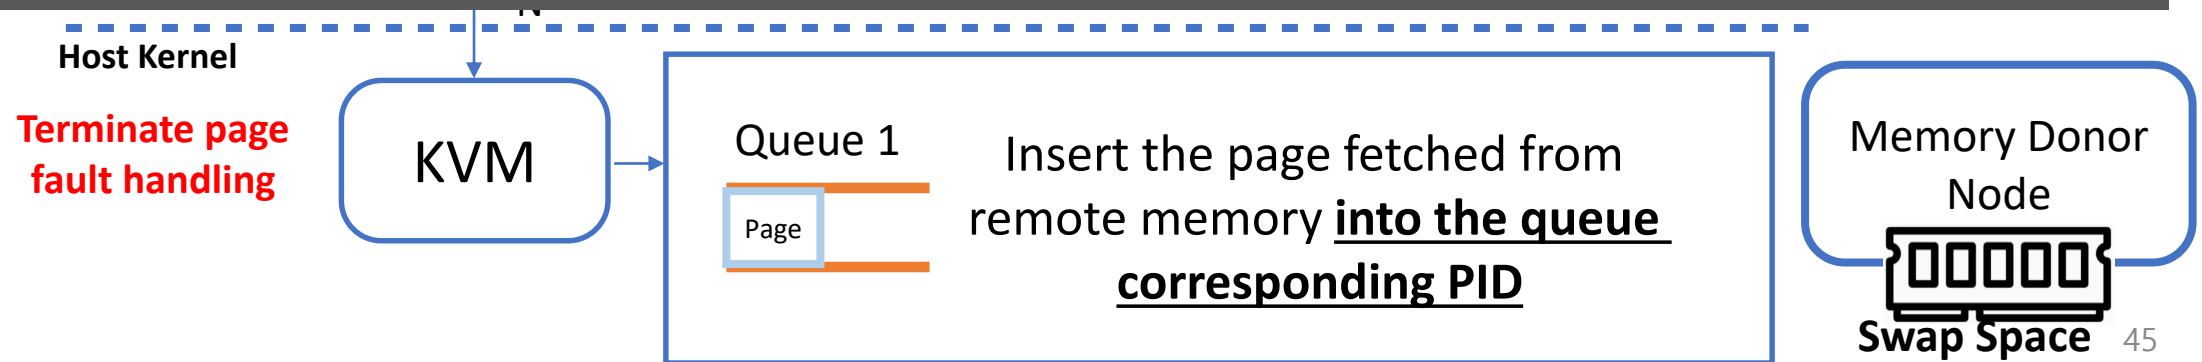 Host Kernel
Terminate page
fault handling
KVM
Queue 1
Page
Insert the page fetched from
remote memory into the queue
corresponding PID
Memory Donor
Node
Swap Space
45